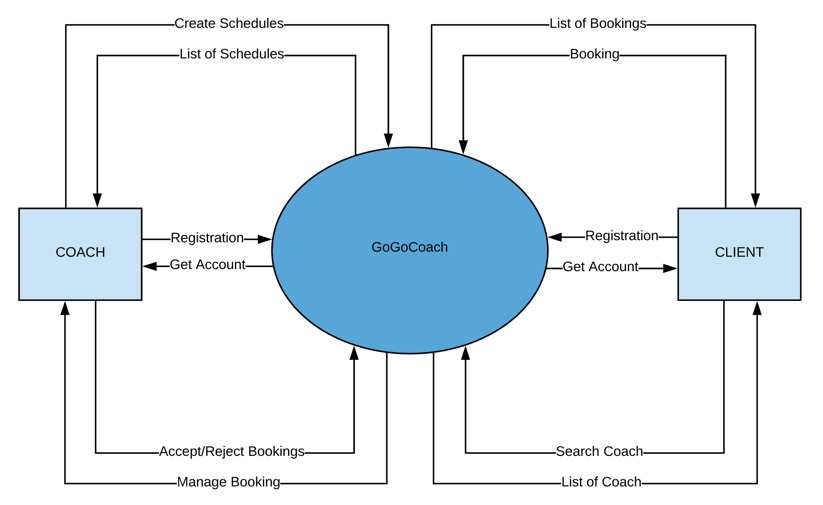 Create Schedules
List of Bookings
List of Schedules
Booking
Registration
Registration
COACH
GoGoCoach
CLIENT
Get Account
Get Account
Accept/Reject Bookings
Search Coach
Manage Booking
List of Coach